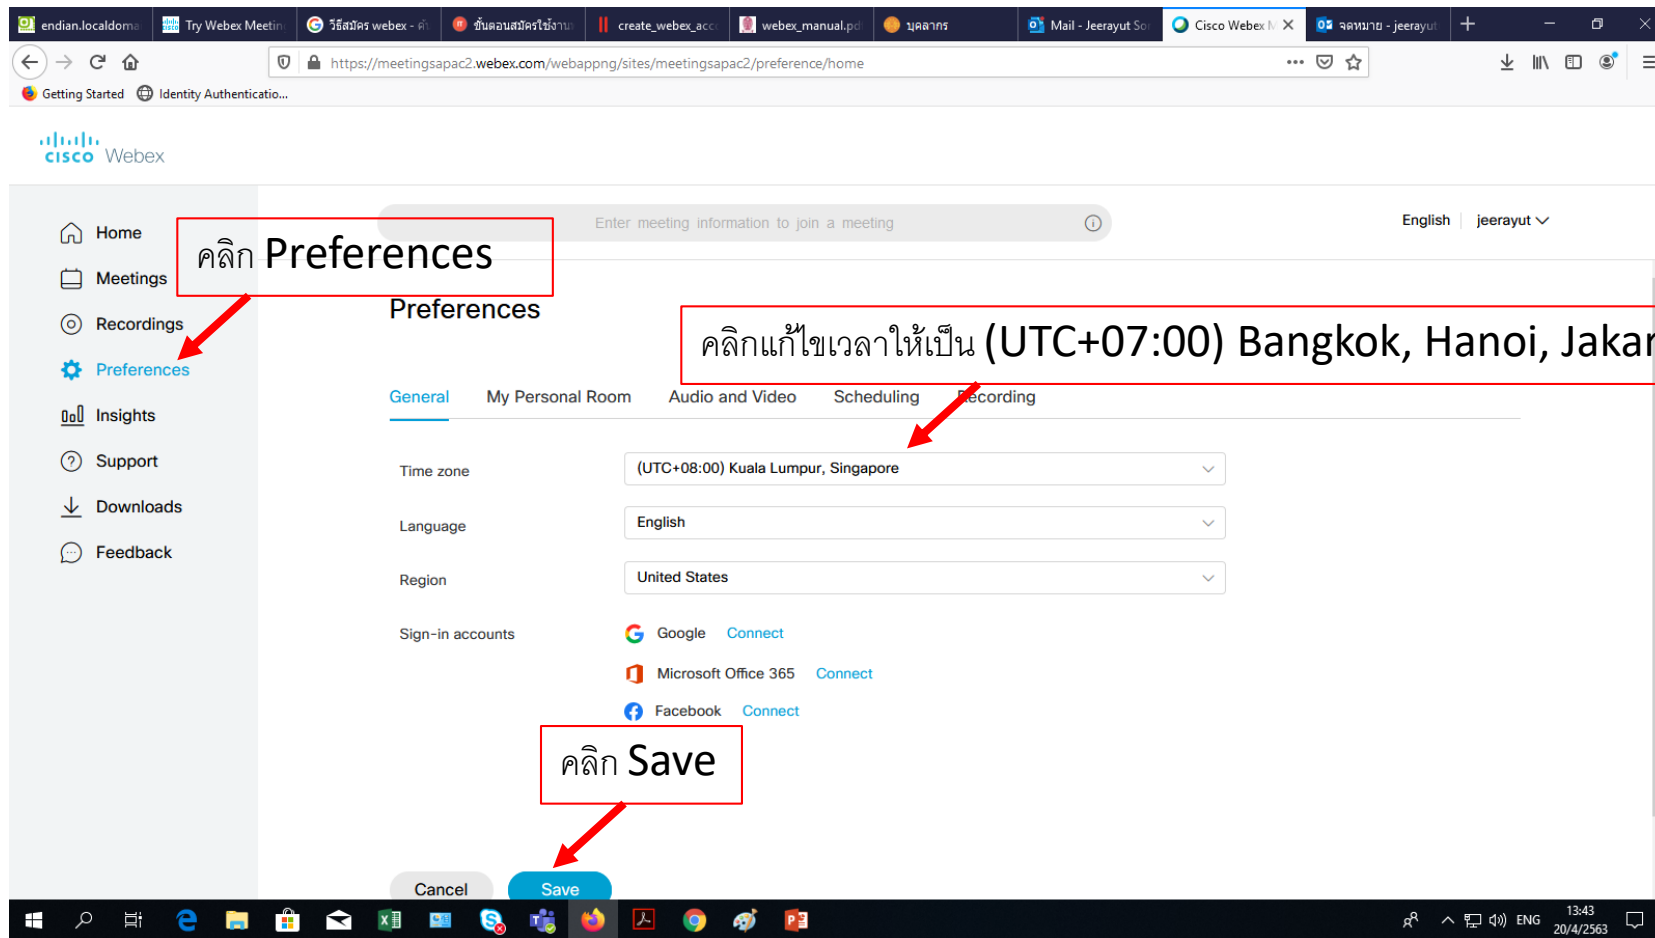 endian.localdoma
Try Webex Meetin
วิธีสมัคร webex - ค้
ขั้นตอนสมัครใช้งาน
create_webex_acc
webex_manual.pd
บุคลากร
Mail - Jeerayut So
Cisco Webex M
จดหมาย - jeerayut
https://meetingsapac2.webex.com/webappng/sites/meetingsapac2/preference/home
Getting Started
Identity Authenticatio...
cisco Webex
Home
Meetings
Recordings
Preferences
Insights
Support
Downloads
Feedback
Enter meeting information to join a meeting
English
jeerayut
คลิก Preferences
Preferences
คลิกแก้ไขเวลาให้เป็น (UTC+07:00) Bangkok, Hanoi, Jakar
General My Personal Room Audio and Video Scheduling Recording
Time zone
(UTC+08:00) Kuala Lumpur, Singapore
Language
English
Region
United States
Sign-in accounts
Google Connect
Microsoft Office 365 Connect
Facebook Connect
คลิก Save
Cancel
Save
ENG
13:43
20/4/2563